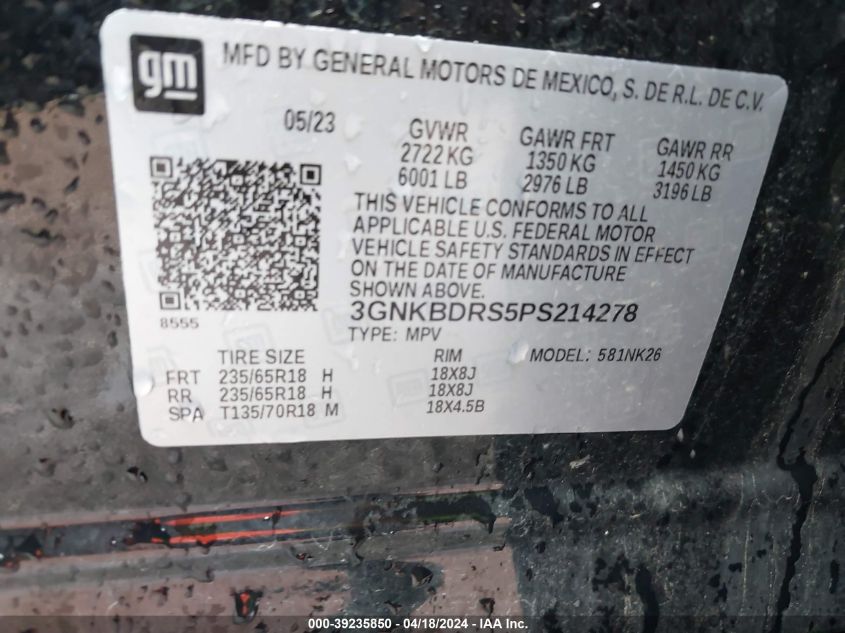 gm
MFD BY GENERAL MOTORS DE MEXICO, S. DE R.L. DE C.V.
05/23 GVWR GAWR FRT GAWR RR
2722 KG 1350 KG 1450 KG
6001 LB 2976 LB 3196 LB
THIS VEHICLE CONFORMS TO ALL
APPLICABLE U.S. FEDERAL MOTOR
VEHICLE SAFETY STANDARDS IN EFFECT
ON THE DATE OF MANUFACTURE
SHOWN ABOVE.
8555 3GNKBDRS5PS214278
TYPE: MPV MODEL: 581NK26
TIRE SIZE RIM
FRT 235/65R18 H 18X8J
RR 235/65R18 H 18X8J
SPA T135/70R18 M 18X4.5B
000-39235850 - 04/18/2024 - IAAI.COM